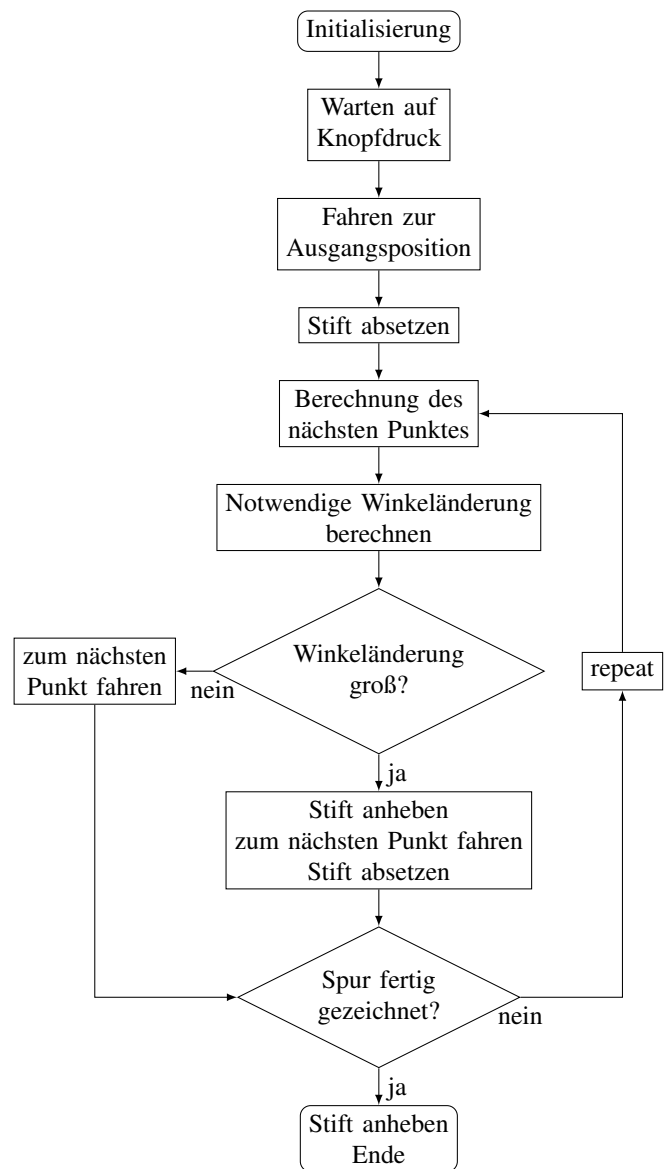 Initialisierung
Warten auf
Knopfdruck
Fahren zur
Ausgangsposition
Stift absetzen
Berechnung des
nächsten Punktes
Notwendige Winkeländerung
berechnen
Winkeländerung
groß?
nein
zum nächsten
Punkt fahren
repeat
ja
Stift anheben
zum nächsten Punkt fahren
Stift absetzen
Spur fertig
gezeichnet?
nein
ja
Stift anheben
Ende